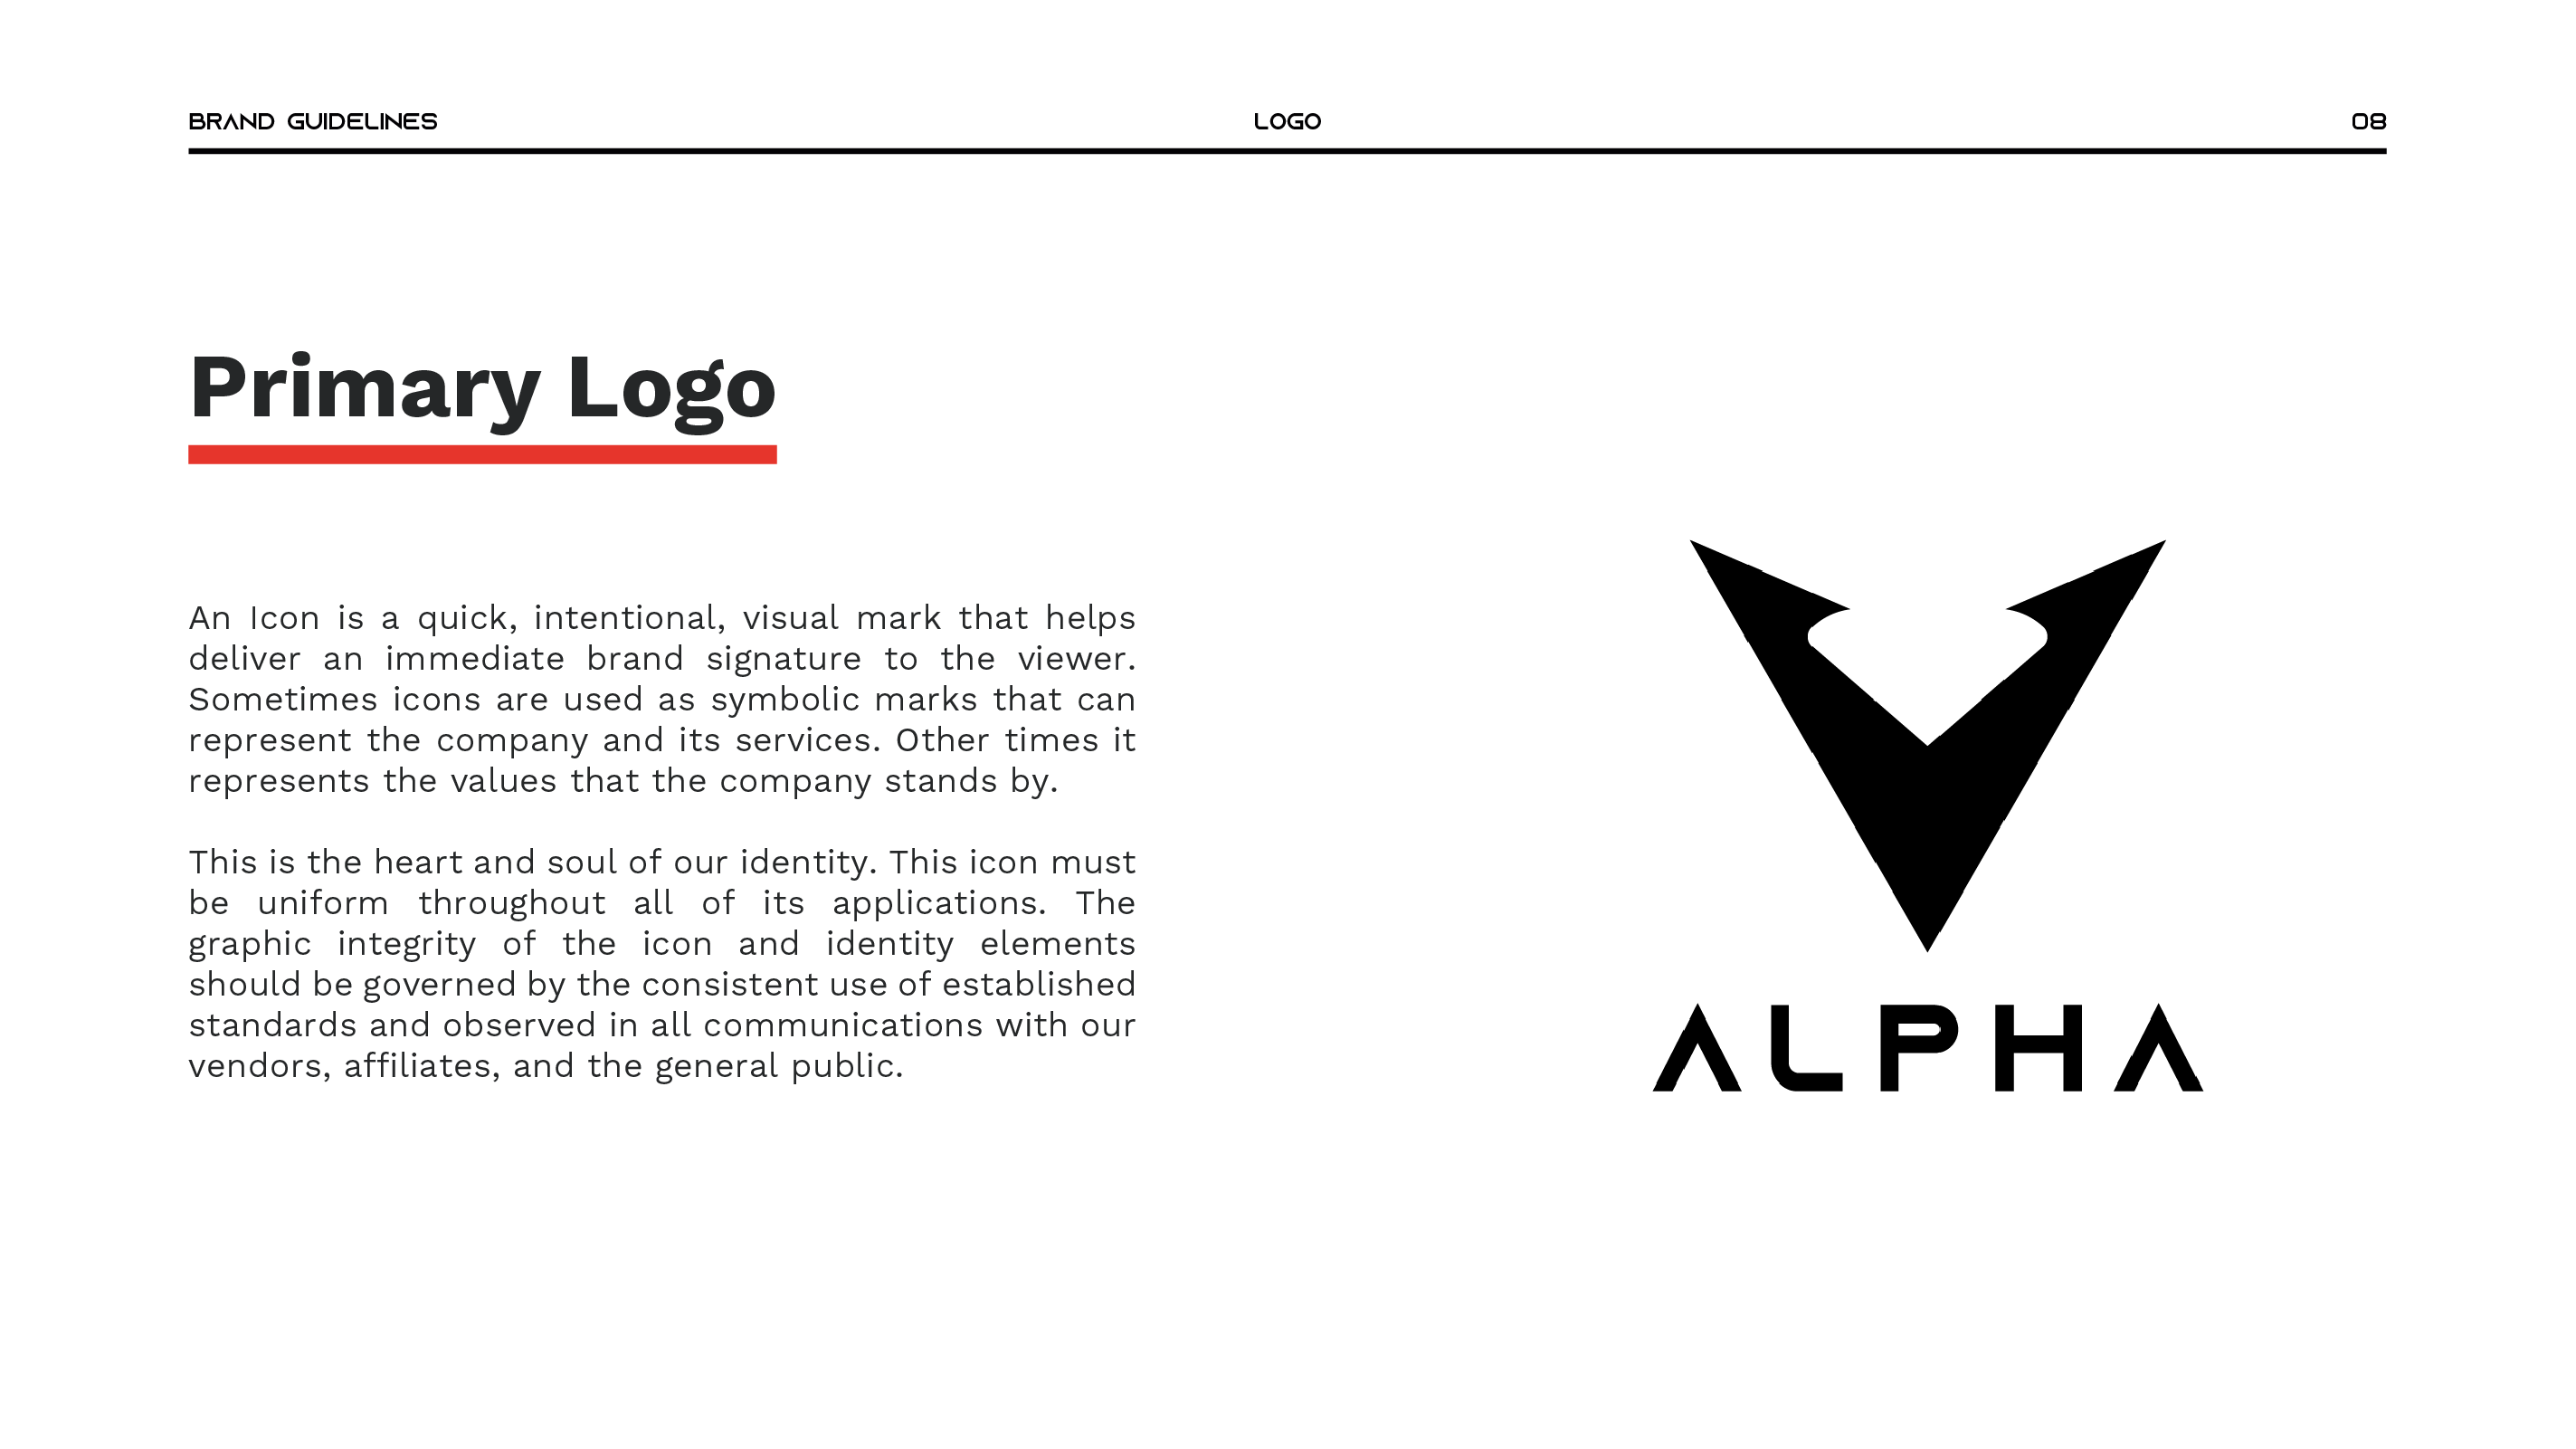 BRAND GUIDELINES
LOGO
08
Primary Logo
An Icon is a quick, intentional, visual mark that helps
deliver an immediate brand signature to the viewer.
Sometimes icons are used as symbolic marks that can
represent the company and its services. Other times it
represents the values that the company stands by.
This is the heart and soul of our identity. This icon must
be uniform throughout all of its applications. The
graphic integrity of the icon and identity elements
should be governed by the consistent use of established
standards and observed in all communications with our
vendors, affiliates, and the general public.
ALPHA